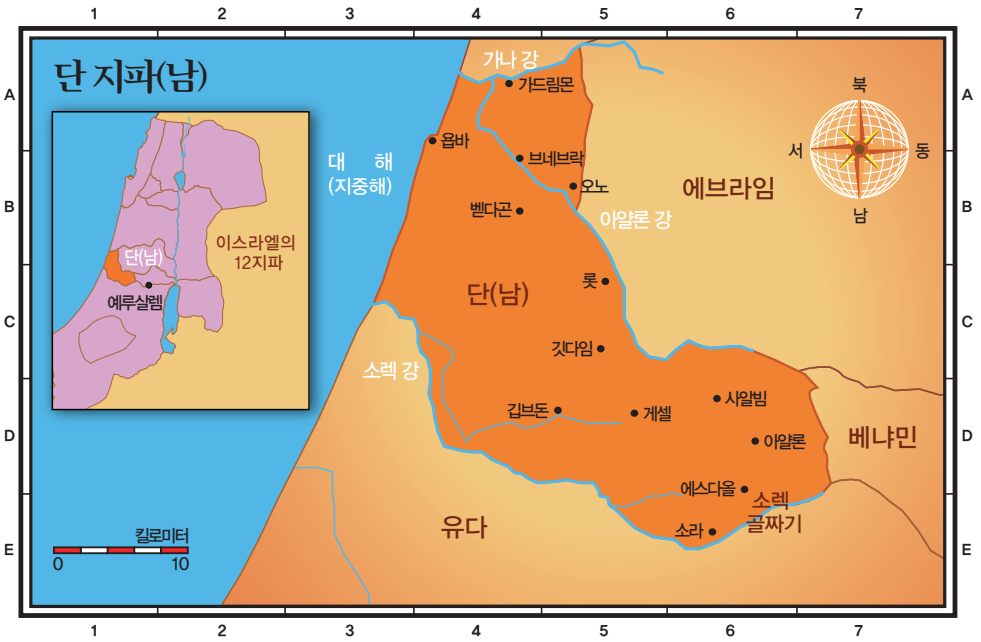 1 2 3 4 5 6 7
단 지파(남)
가나 강
북
A
가드림몬
A
욥바
서
동
대 해
(지중해)
브네브락
에브라임
오노
남
B
벧다곤
아얄론 강
B
단(남)
이스라엘의
12지파
예루살렘
롯
단(남)
C
깃다임
C
소렉 강
사알빔
깁브돈
게셀
D
아얄론
베냐민
D
에스다올
소렉
골짜기
유다
소라
킬로미터
E
E
0 10
1 2 3 4 5 6 7